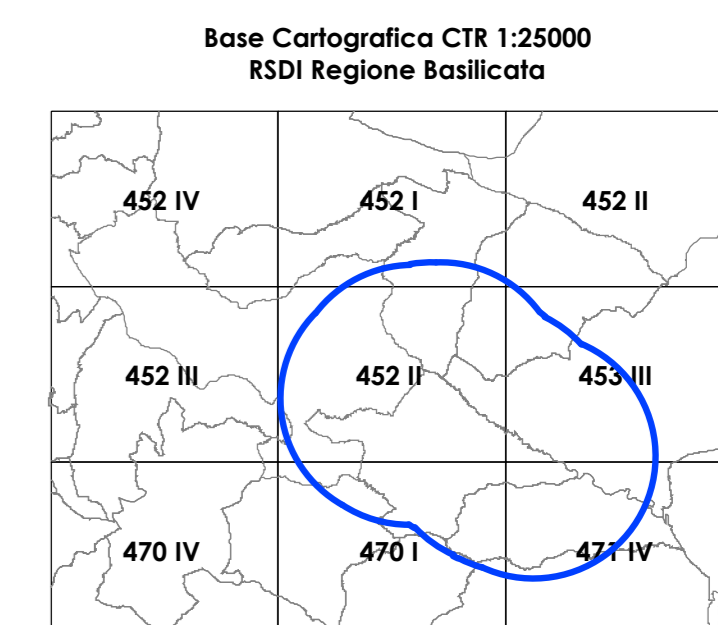 Base Cartografica CTR 1:25000
RSDI Regione Basilicata
452 IV
452 I
452 II
452 III
452 II
453 III
470 IV
470 I
471 IV